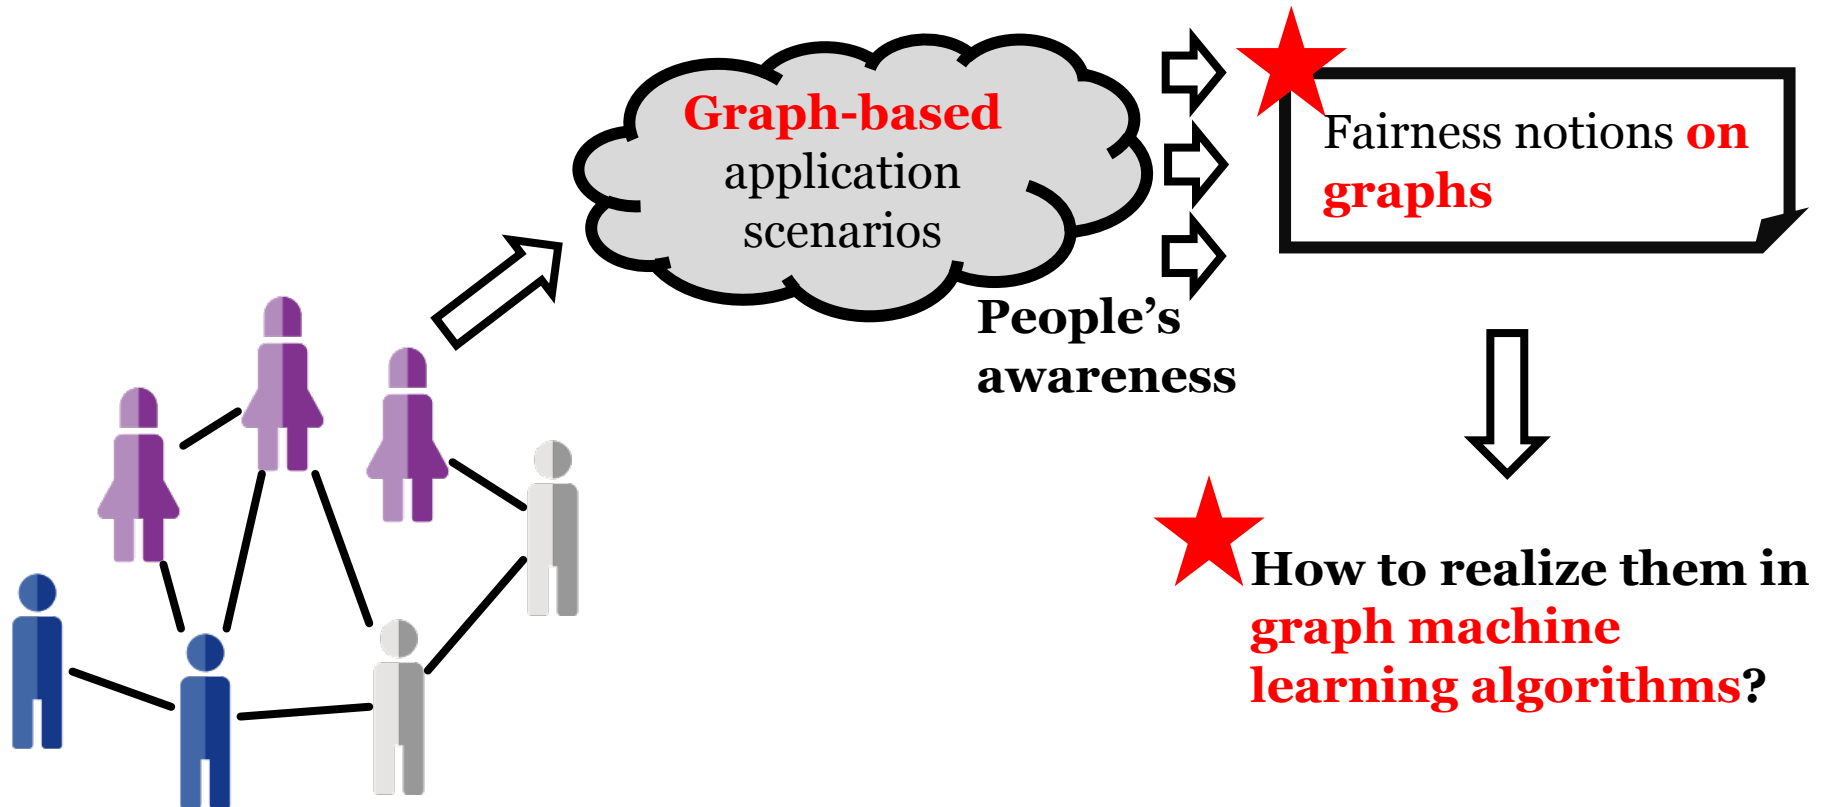 Graph-based
application
scenarios
People’s
awareness
Fairness notions on
graphs
How to realize them in
graph machine
learning algorithms?